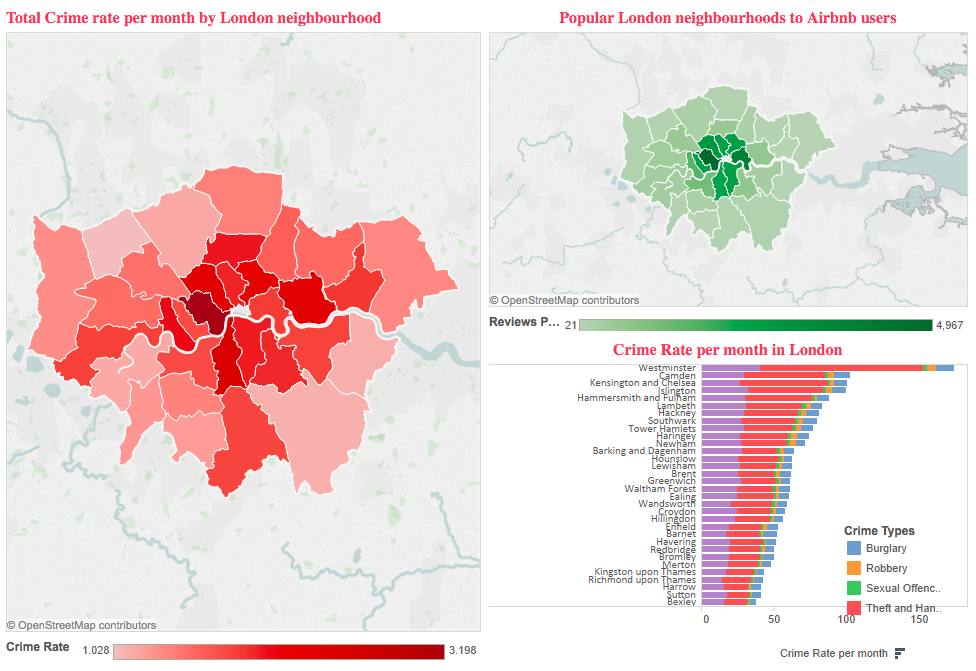 Total Crime rate per month by London neighbourhood
© OpenStreetMap contributors
Crime Rate
1.028
3.198
Popular London neighbourhoods to Airbnb users
© OpenStreetMap contributors
Reviews P...
21
4,967
Crime Rate per month in London
Westminster
Camden
Kensington and Chelsea
Islington
Hammersmith and Fulham
Lambeth
Hackney
Southwark
Tower Hamlets
Haringey
Newham
Barking and Dagenham
Hounslow
Lewisham
Brent
Greenwich
Waltham Forest
Ealing
Wandsworth
Croydon
Hillingdon
Enfield
Barnet
Havering
Redbridge
Bromley
Merton
Kingston upon Thames
Richmond upon Thames
Harrow
Sutton
Bexley
Crime Types
Burglary
Robbery
Sexual Offenc..
Theft and Han..
0
50
100
150
Crime Rate per month